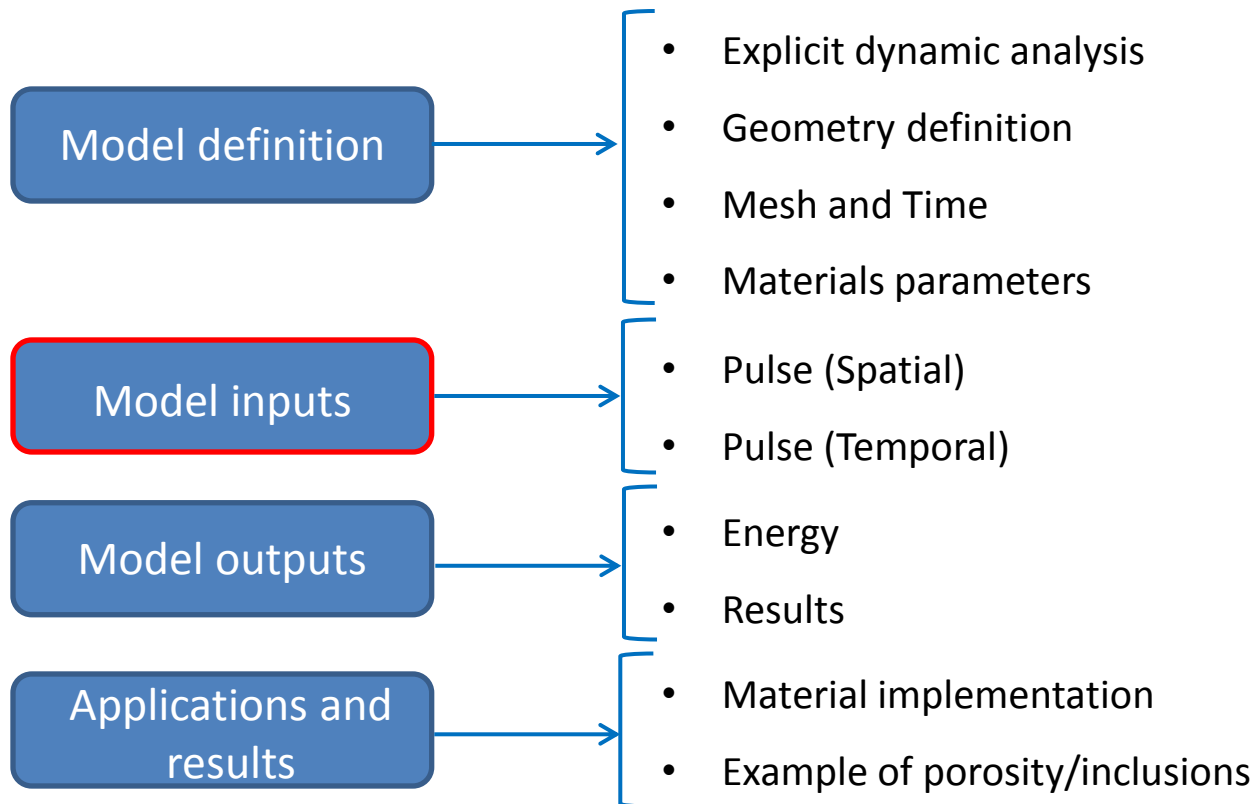 Model definition
• Explicit dynamic analysis
• Geometry definition
• Mesh and Time
• Materials parameters
Model inputs
• Pulse (Spatial)
• Pulse (Temporal)
Model outputs
• Energy
• Results
Applications and
results
• Material implementation
• Example of porosity/inclusions